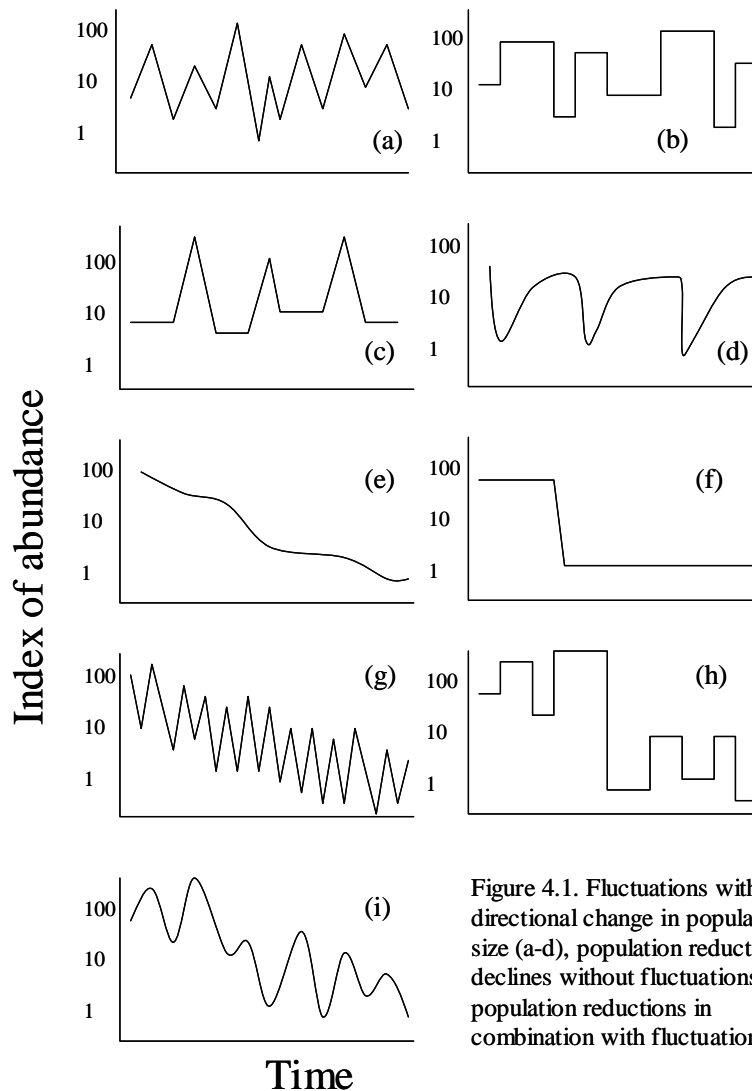 Index of abundance
100
10
1
(a)
100
10
1
(b)
100
10
1
(c)
100
10
1
(d)
100
10
1
(e)
100
10
1
(f)
100
10
1
(g)
100
10
1
(h)
100
10
1
(i)
Time
Figure 4.1. Fluctuations with
directional change in popula
size (a-d), population reduct
declines without fluctuations
population reductions in
combination with fluctuation